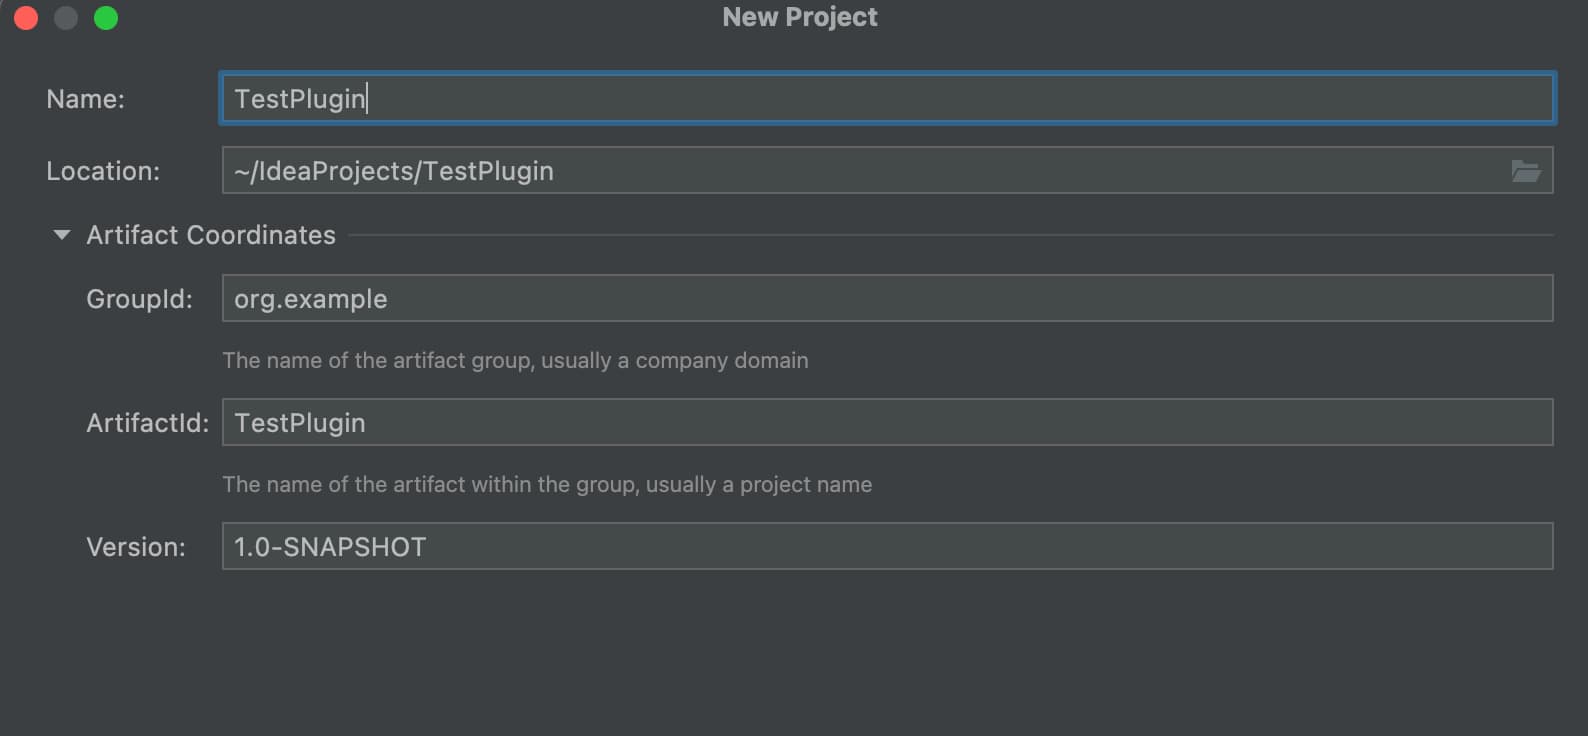 New Project
Name: TestPlugin
Location: ~/IdeaProjects/TestPlugin
Artifact Coordinates
GroupId: org.example
The name of the artifact group, usually a company domain
ArtifactId: TestPlugin
The name of the artifact within the group, usually a project name
Version: 1.0-SNAPSHOT